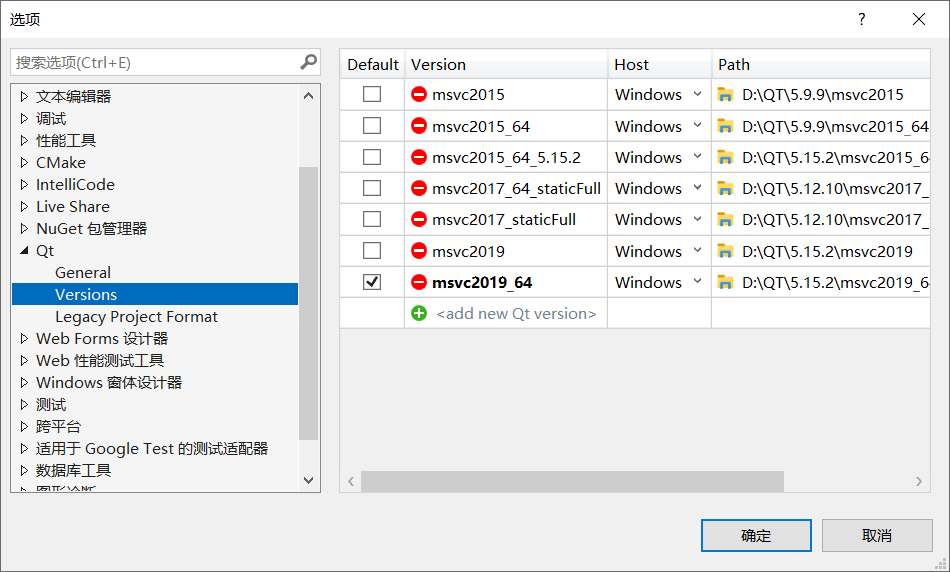 选项
搜索选项(Ctrl+E)
文本编辑器
调试
性能工具
CMake
IntelliCode
Live Share
NuGet 包管理器
Qt
General
Versions
Legacy Project Format
Web Forms 设计器
Web 性能测试工具
Windows 窗体设计器
测试
跨平台
适用于 Google Test 的测试适配器
数据库工具
图形诊断
Default Version Host Path
msvc2015 Windows D:\QT\5.9.9\msvc2015
msvc2015_64 Windows D:\QT\5.9.9\msvc2015_64
msvc2015_64_5.15.2 Windows D:\QT\5.15.2\msvc2015_6
msvc2017_64_staticFull Windows D:\QT\5.12.10\msvc2017_
msvc2017_staticFull Windows D:\QT\5.12.10\msvc2017_
msvc2019 Windows D:\QT\5.15.2\msvc2019
msvc2019_64 Windows D:\QT\5.15.2\msvc2019_6
<add new Qt version>
确定 取消